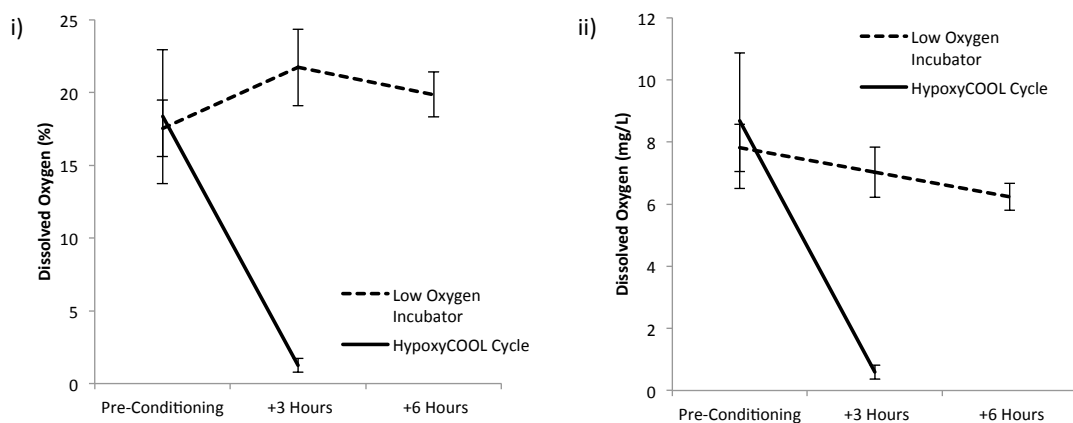 i)
25
20
15
10
5
0
Dissolved Oxygen (%)
Low Oxygen
Incubator
HypoxyCOOL Cycle
Pre-Conditioning
+3 Hours
+6 Hours
ii)
12
10
8
6
4
2
0
Dissolved Oxygen (mg/L)
Low Oxygen
Incubator
HypoxyCOOL Cycle
Pre-Conditioning
+3 Hours
+6 Hours